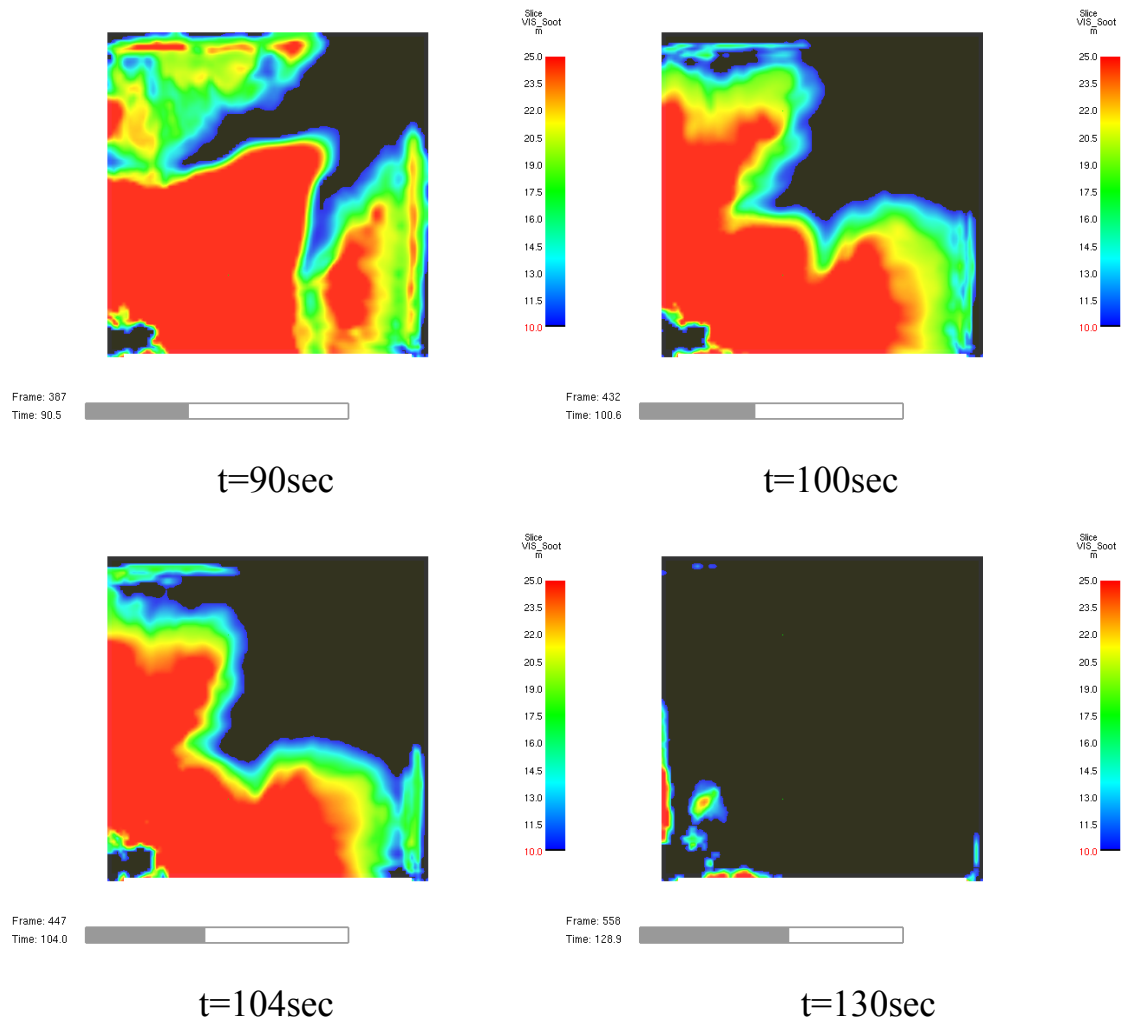 Slice
VIS_Soot
m
25.0
23.5
22.0
20.5
19.0
17.5
16.0
14.5
13.0
11.5
10.0
Frame: 387
Time: 90.5
t=90sec
Slice
VIS_Soot
m
25.0
23.5
22.0
20.5
19.0
17.5
16.0
14.5
13.0
11.5
10.0
Frame: 432
Time: 100.6
t=100sec
Slice
VIS_Soot
m
25.0
23.5
22.0
20.5
19.0
17.5
16.0
14.5
13.0
11.5
10.0
Frame: 447
Time: 104.0
t=104sec
Slice
VIS_Soot
m
25.0
23.5
22.0
20.5
19.0
17.5
16.0
14.5
13.0
11.5
10.0
Frame: 558
Time: 128.9
t=130sec